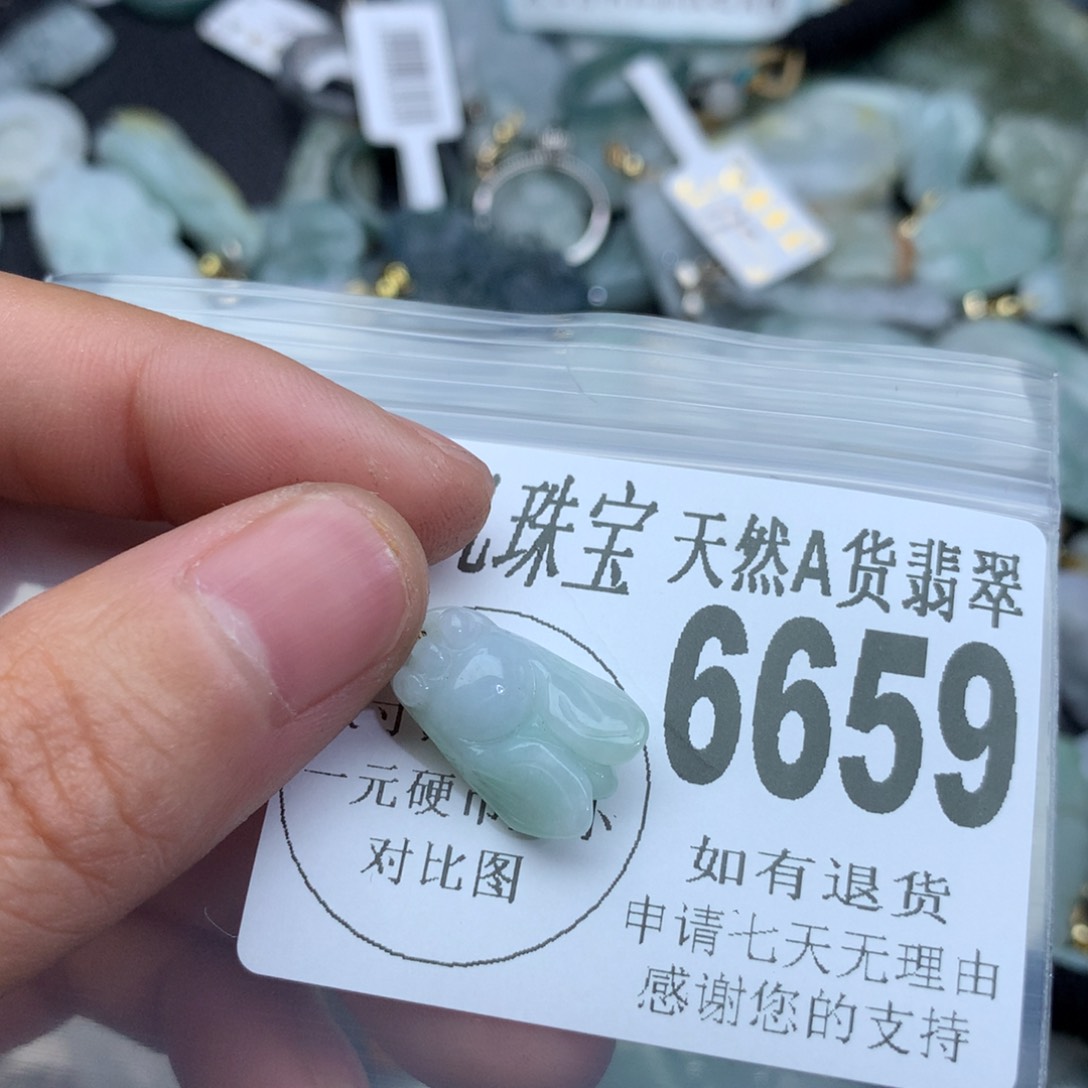 珠宝 天然A货翡翠
6659
一元硬币
对比图
如有退货
申请七天无理由
感谢您的支持